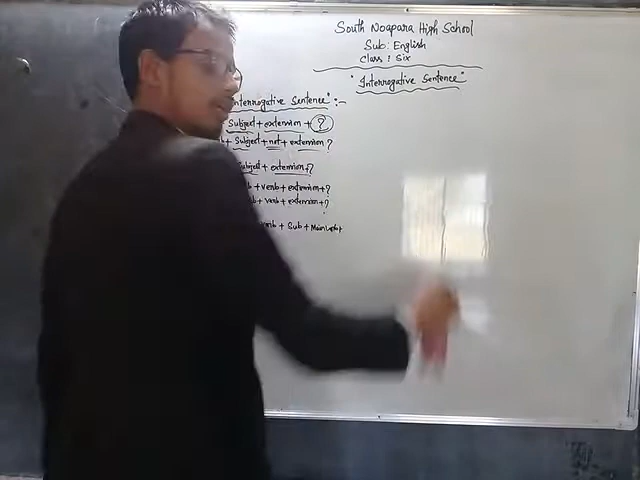 South Noapara High School
Sub: English
Class: Six
"Interrogative Sentence"
Interrogative Sentence" :-
Subject + extension + ?
+ Subject + not + extension ?
Subject + extension + ?
+ verb + extension + ?
+ verb + extension + ?
+ Sub + Main verb +